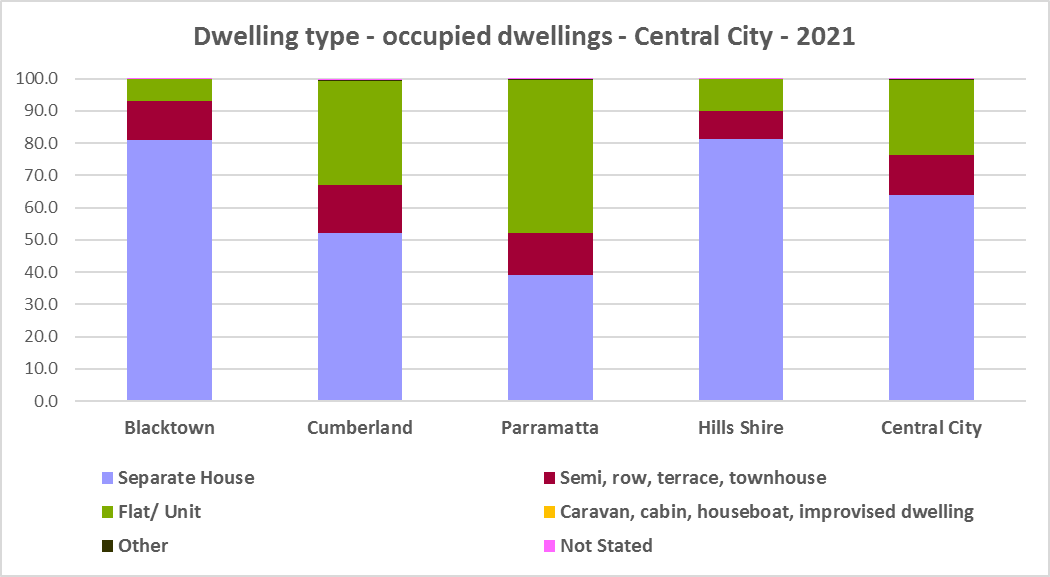 Dwelling type - occupied dwellings - Central City - 2021
100.0
90.0
80.0
70.0
60.0
50.0
40.0
30.0
20.0
10.0
0.0
Blacktown Cumberland Parramatta Hills Shire Central City
Separate House Semi, row, terrace, townhouse
Flat/ Unit Caravan, cabin, houseboat, improvised dwelling
Other Not Stated